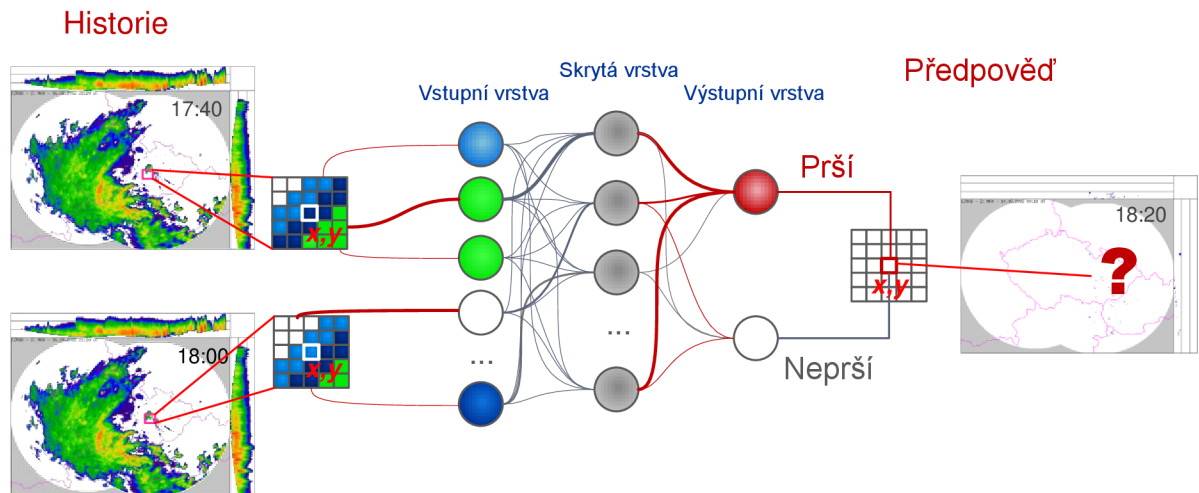 Historie
17:40
x,y
18:00
x,y
Vstupní vrstva
...
Skrytá vrstva
...
Výstupní vrstva
Prší
Neprší
Předpověď
x,y
18:20
?